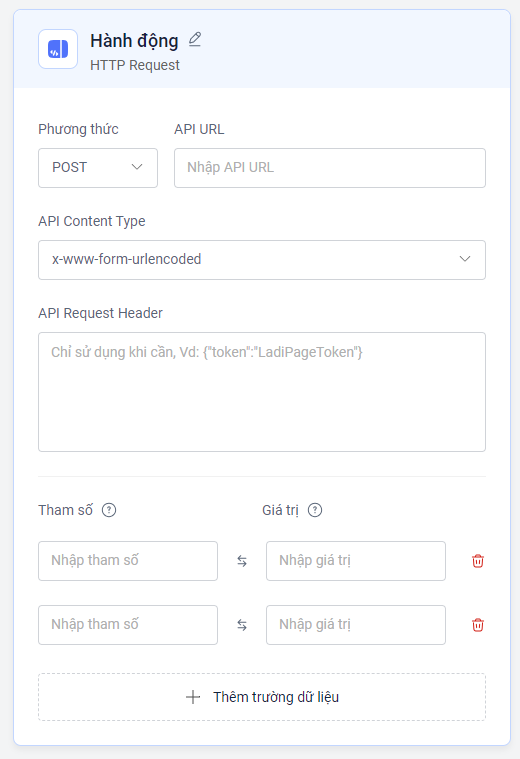 Hành động
HTTP Request
Phương thức API URL
POST Nhập API URL
API Content Type
x-www-form-urlencoded
API Request Header
Chỉ sử dụng khi cần, Vd: {"token":"LadiPageToken"}
Tham số ? Giá trị ?
Nhập tham số Nhập giá trị
Nhập tham số Nhập giá trị
Thêm trường dữ liệu